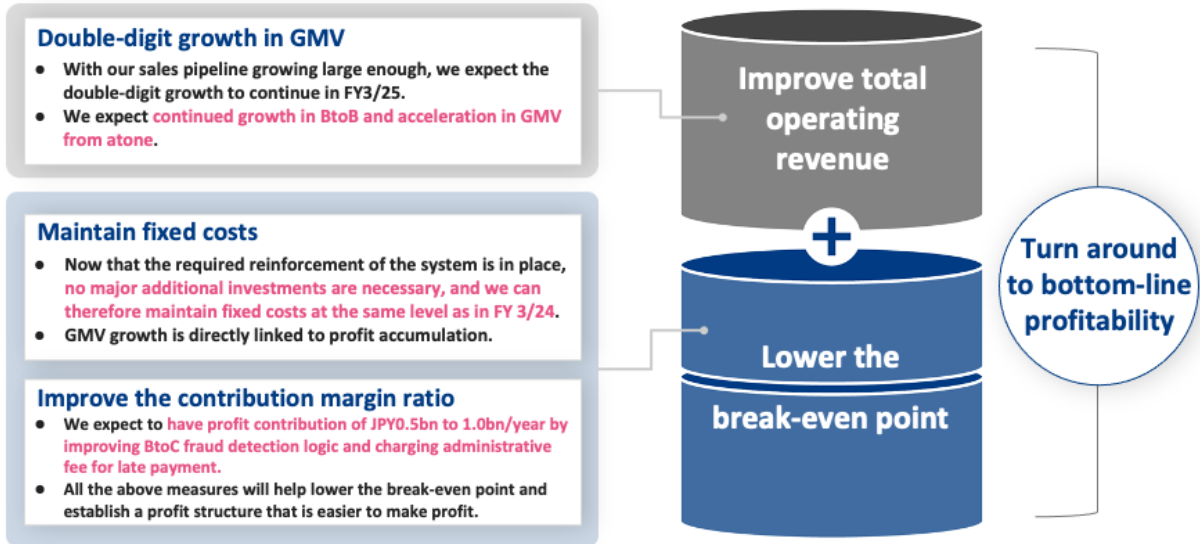 Double-digit growth in GMV
● With our sales pipeline growing large enough, we expect the
double-digit growth to continue in FY3/25.
● We expect continued growth in BtoB and acceleration in GMV
from atone.
Maintain fixed costs
● Now that the required reinforcement of the system is in place,
no major additional investments are necessary, and we can
therefore maintain fixed costs at the same level as in FY 3/24.
● GMV growth is directly linked to profit accumulation.
Improve the contribution margin ratio
● We expect to have profit contribution of JPY0.5bn to 1.0bn/year by
improving BtoC fraud detection logic and charging administrative
fee for late payment.
● All the above measures will help lower the break-even point and
establish a profit structure that is easier to make profit.
Improve total
operating
revenue
+
Lower the
break-even point
Turn around
to bottom-line
profitability